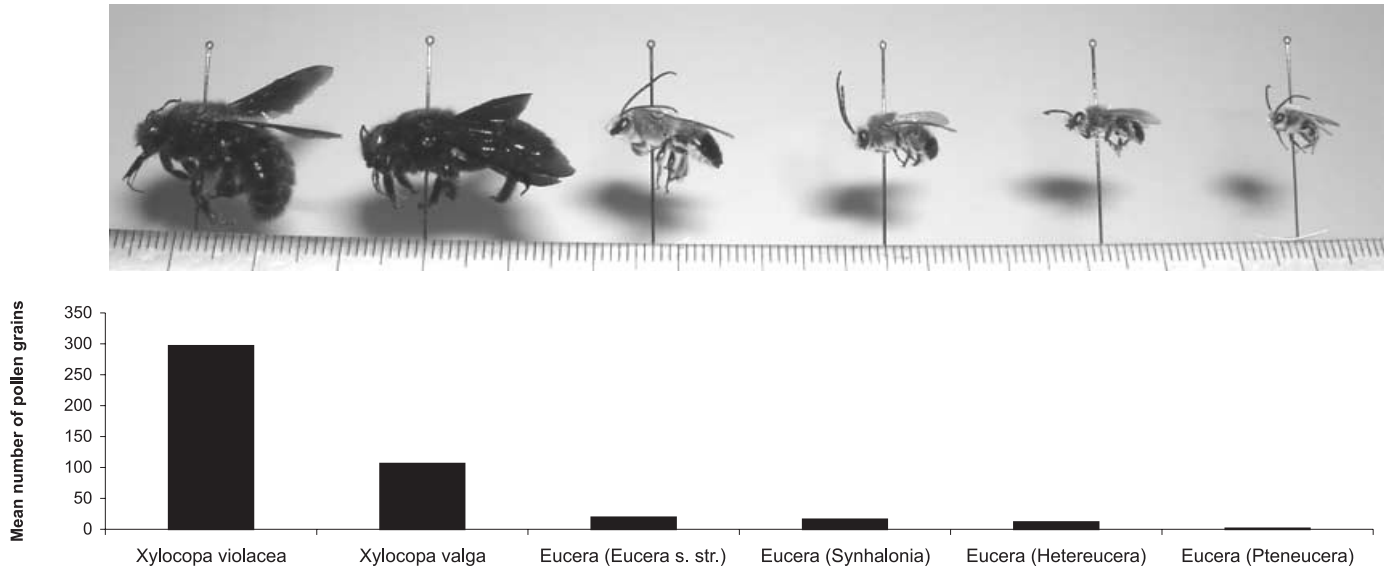 Mean number of pollen grains
350
300
250
200
150
100
50
0
Xylocopa violacea
Xylocopa valga
Eucera (Eucera s. str.)
Eucera (Synhalonia)
Eucera (Hetereucera)
Eucera (Pteneucera)